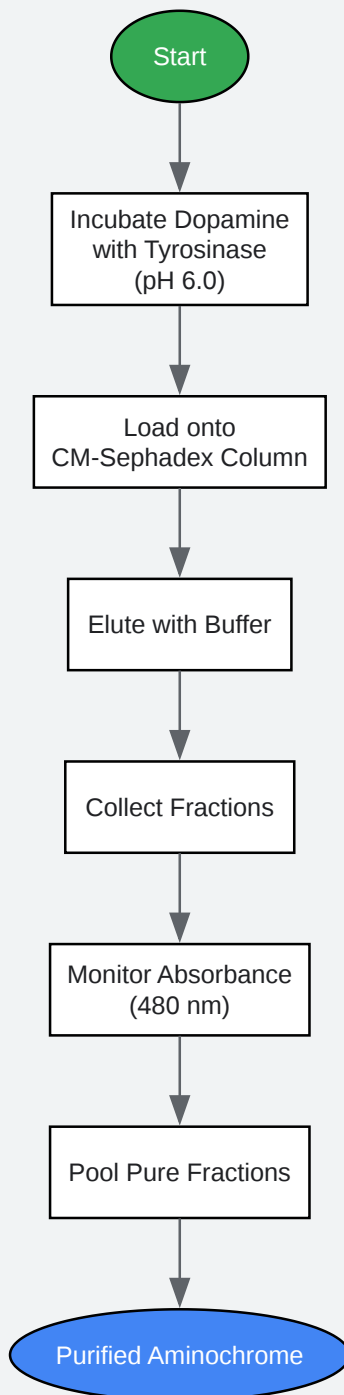 Start
Incubate Dopamine
with Tyrosinase
(pH 6.0)
Load onto
CM-Sephadex Column
Elute with Buffer
Collect Fractions
Monitor Absorbance
(480 nm)
Pool Pure Fractions
Purified Aminochrome